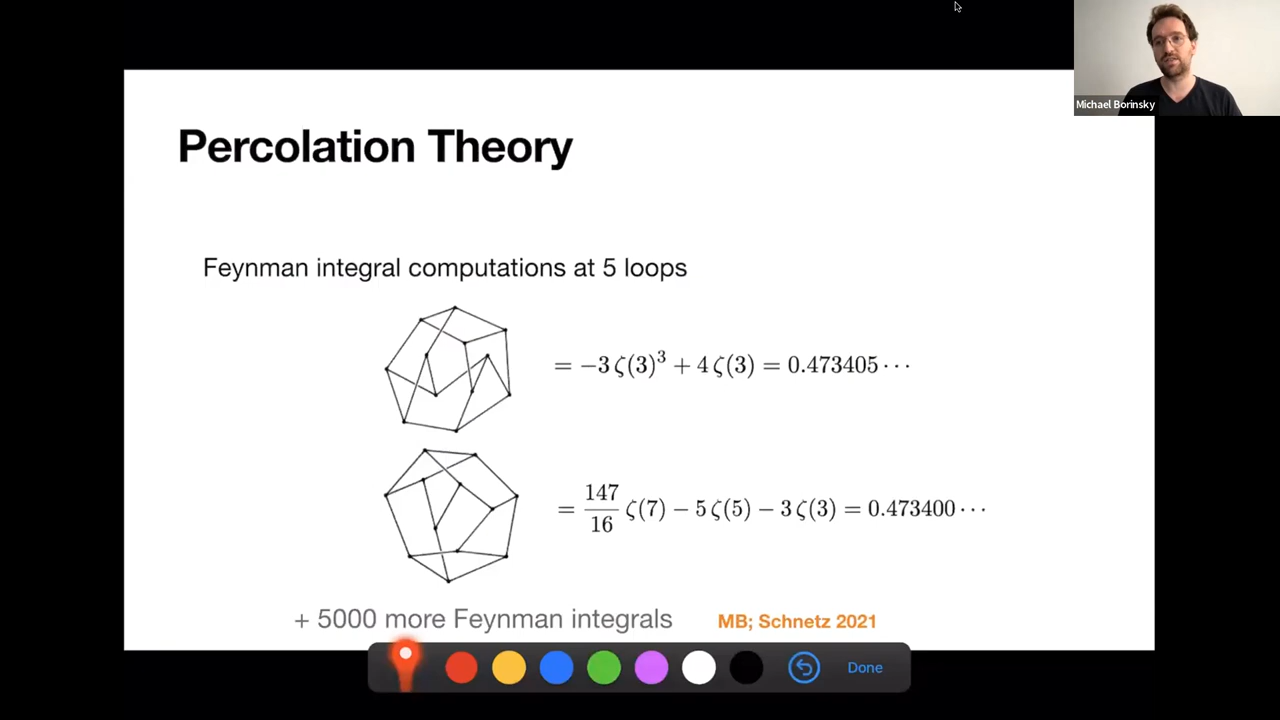 Michael Borinsky
Percolation Theory
Feynman integral computations at 5 loops
= −3 ζ(3)³ + 4 ζ(3) = 0.473405 ⋯
= 147/16 ζ(7) − 5 ζ(5) − 3 ζ(3) = 0.473400 ⋯
+ 5000 more Feynman integrals MB; Schnetz 2021
Done